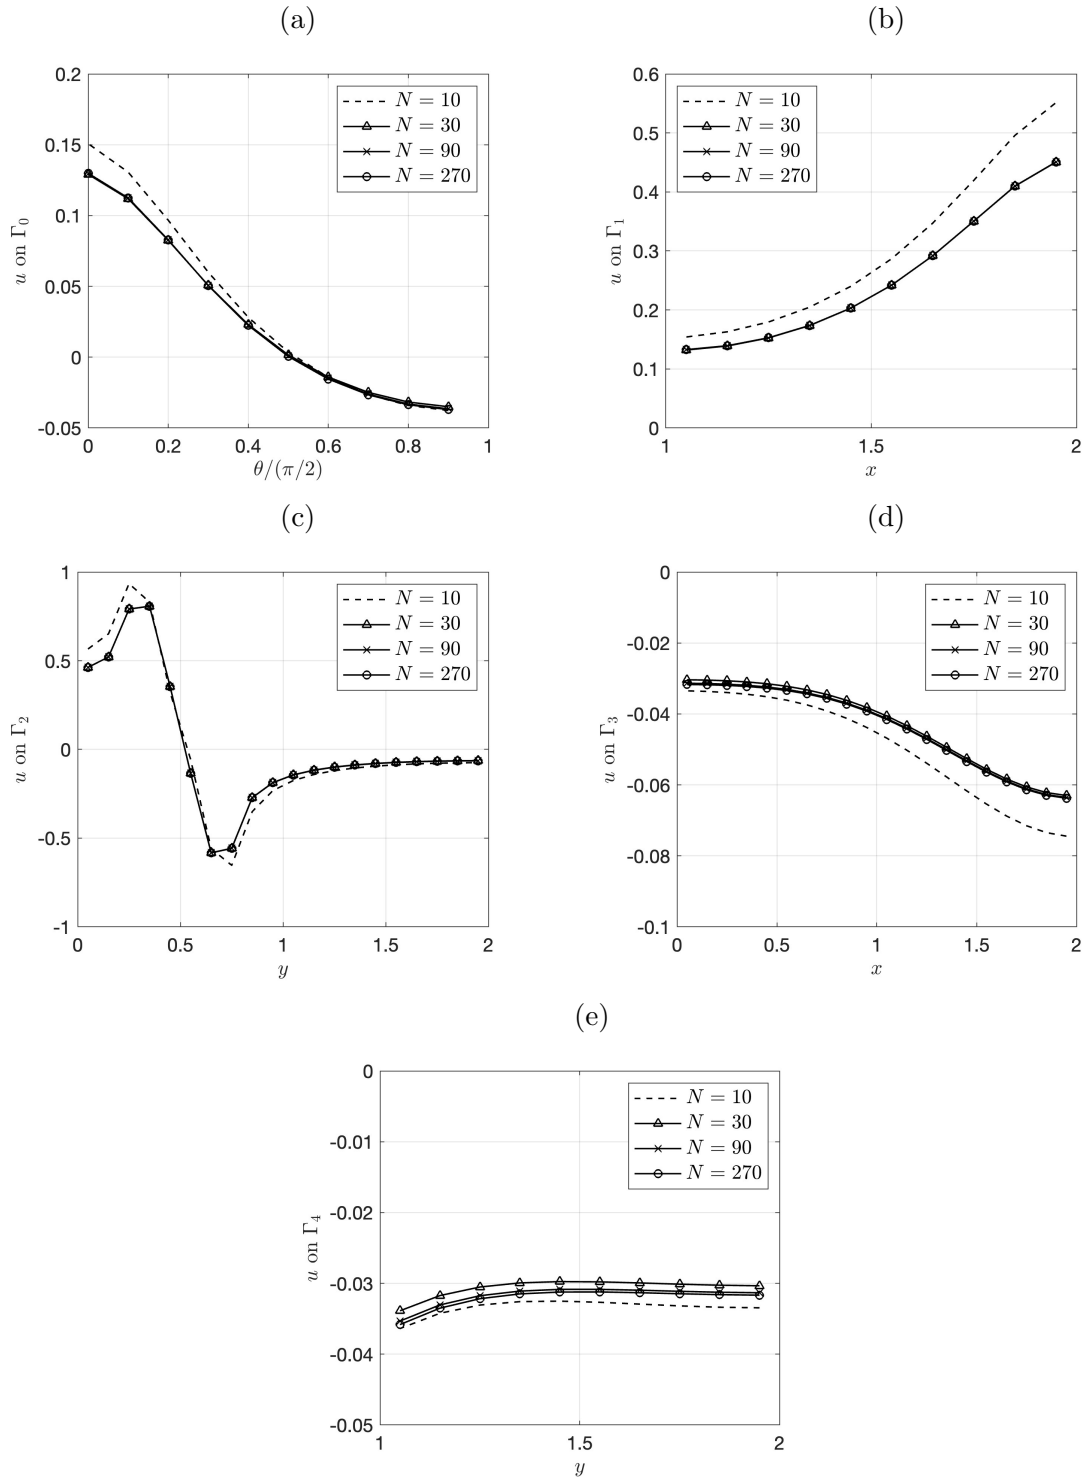 (a)
0.2
0.15
0.1
0.05
0
-0.05
0
0.2
0.4
0.6
0.8
1
θ/(π/2)
u on Γ0
N = 10
N = 30
N = 90
N = 270
(b)
0.6
0.5
0.4
0.3
0.2
0.1
0
1
1.5
2
x
u on Γ1
N = 10
N = 30
N = 90
N = 270
(c)
1
0.5
0
-0.5
-1
0
0.5
1
1.5
2
y
u on Γ2
N = 10
N = 30
N = 90
N = 270
(d)
0
-0.02
-0.04
-0.06
-0.08
-0.1
0
0.5
1
1.5
2
x
u on Γ3
N = 10
N = 30
N = 90
N = 270
(e)
0
-0.01
-0.02
-0.03
-0.04
-0.05
1
1.5
2
y
u on Γ4
N = 10
N = 30
N = 90
N = 270